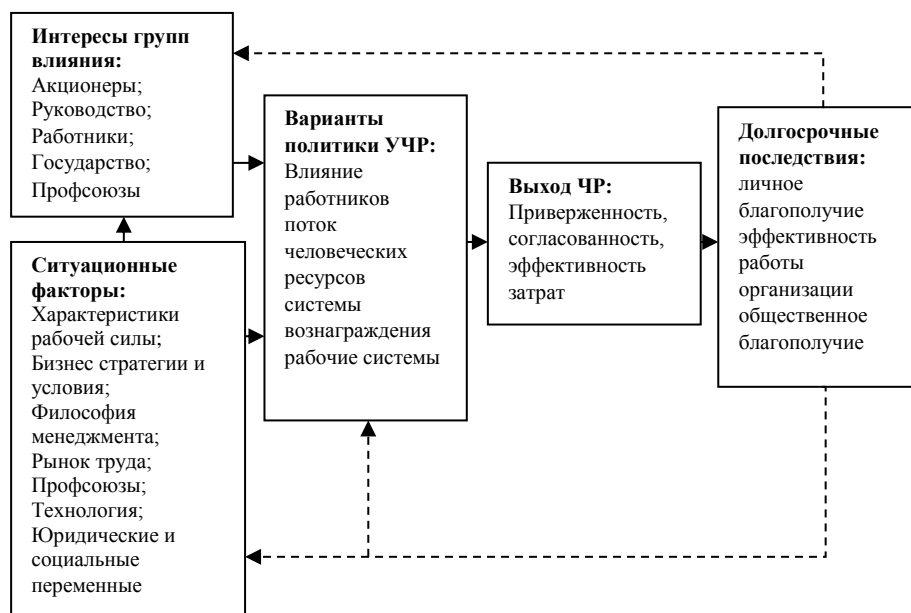 Интересы групп
влияния:
Акционеры;
Руководство;
Работники;
Государство;
Профсоюзы
Ситуационные
факторы:
Характеристики
рабочей силы;
Бизнес стратегии и
условия;
Философия
менеджмента;
Рынок труда;
Профсоюзы;
Технология;
Юридические и
социальные
переменные
Варианты
политики УЧР:
Влияние
работников
поток
человеческих
ресурсов
системы
вознаграждения
рабочие системы
Выход ЧР:
Приверженность,
согласованность,
эффективность
затрат
Долгосрочные
последствия:
личное
благополучие
эффективность
работы
организации
общественное
благополучие